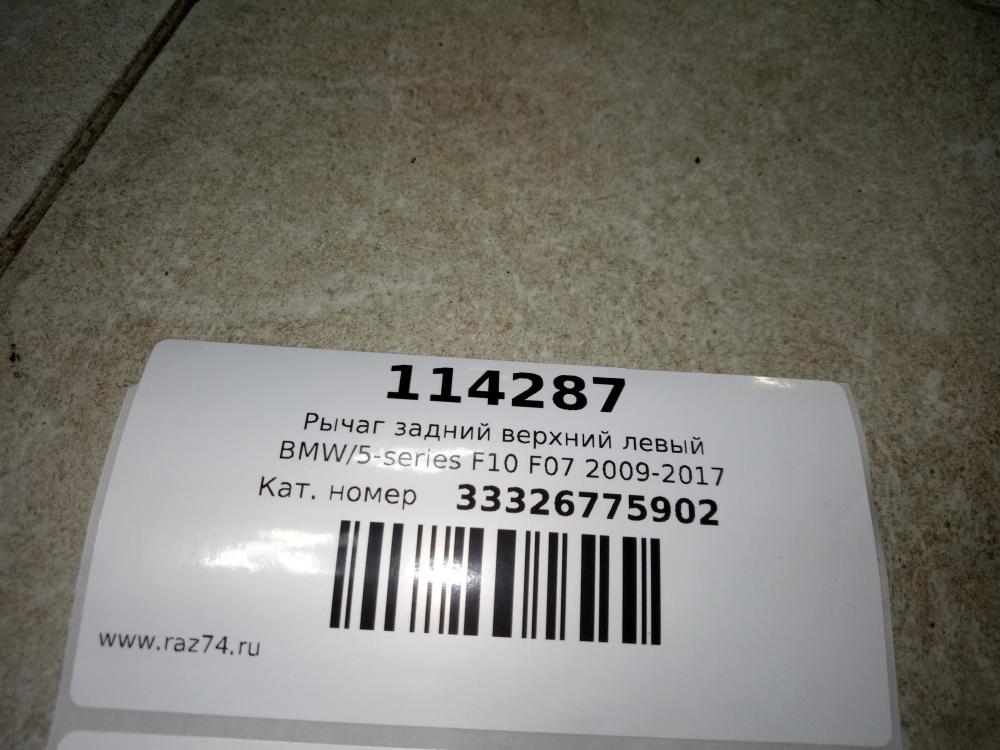 114287
Рычаг задний верхний левый
BMW/5-series F10 F07 2009-2017
Кат. номер 33326775902
www.raz74.ru